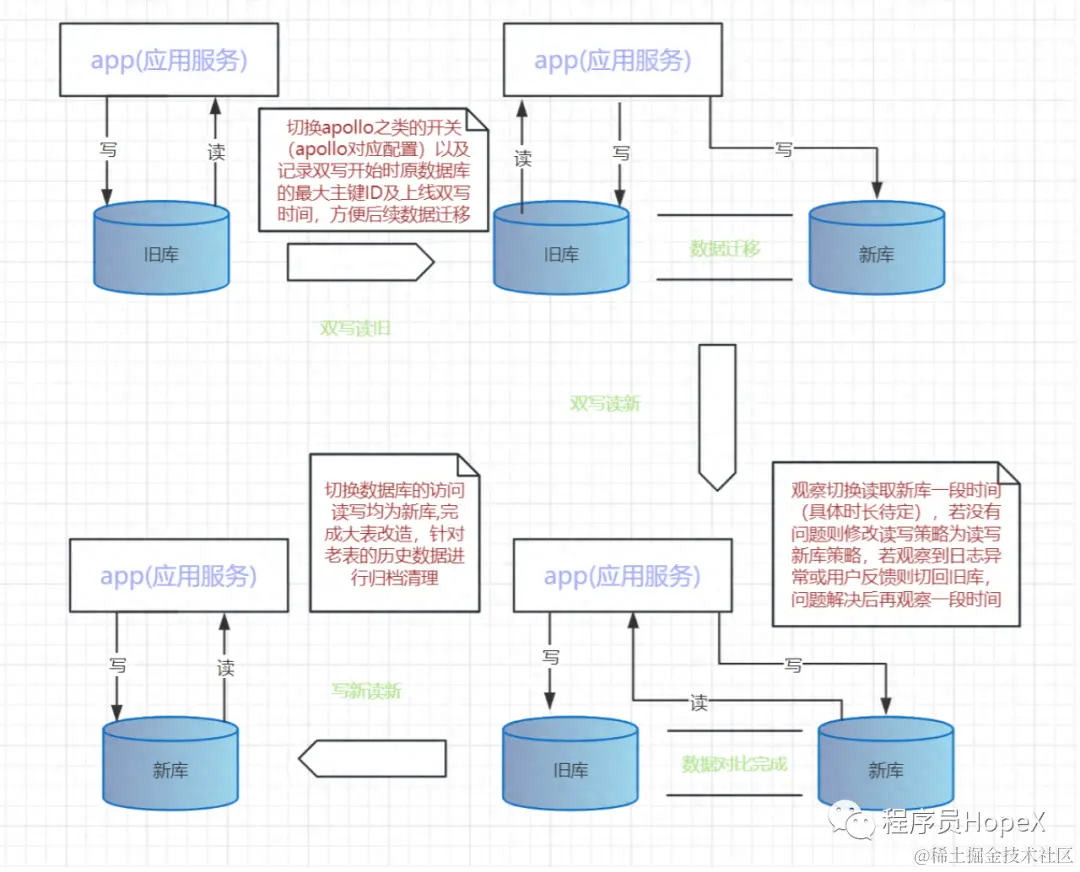 app(应用服务)
写
读
旧库
切换apollo之类的开关
（apollo对应配置）以及
记录双写开始时原数据库
的最大主键ID及上线双写
时间，方便后续数据迁移
双写读旧
app(应用服务)
读
写
写
旧库
数据迁移
新库
双写读新
观察切换读取新库一段时间
（具体时长待定），若没有
问题则修改读写策略为读写
新库策略，若观察到日志异
常或用户反馈则切回旧库，
问题解决后再观察一段时间
app(应用服务)
写
读
写
旧库
数据对比完成
新库
切换数据库的访问
读写均为新库,完
成大表改造，针对
老表的历史数据进
行归档清理
写新读新
app(应用服务)
写
读
新库
程序员HopeX
@稀土掘金技术社区